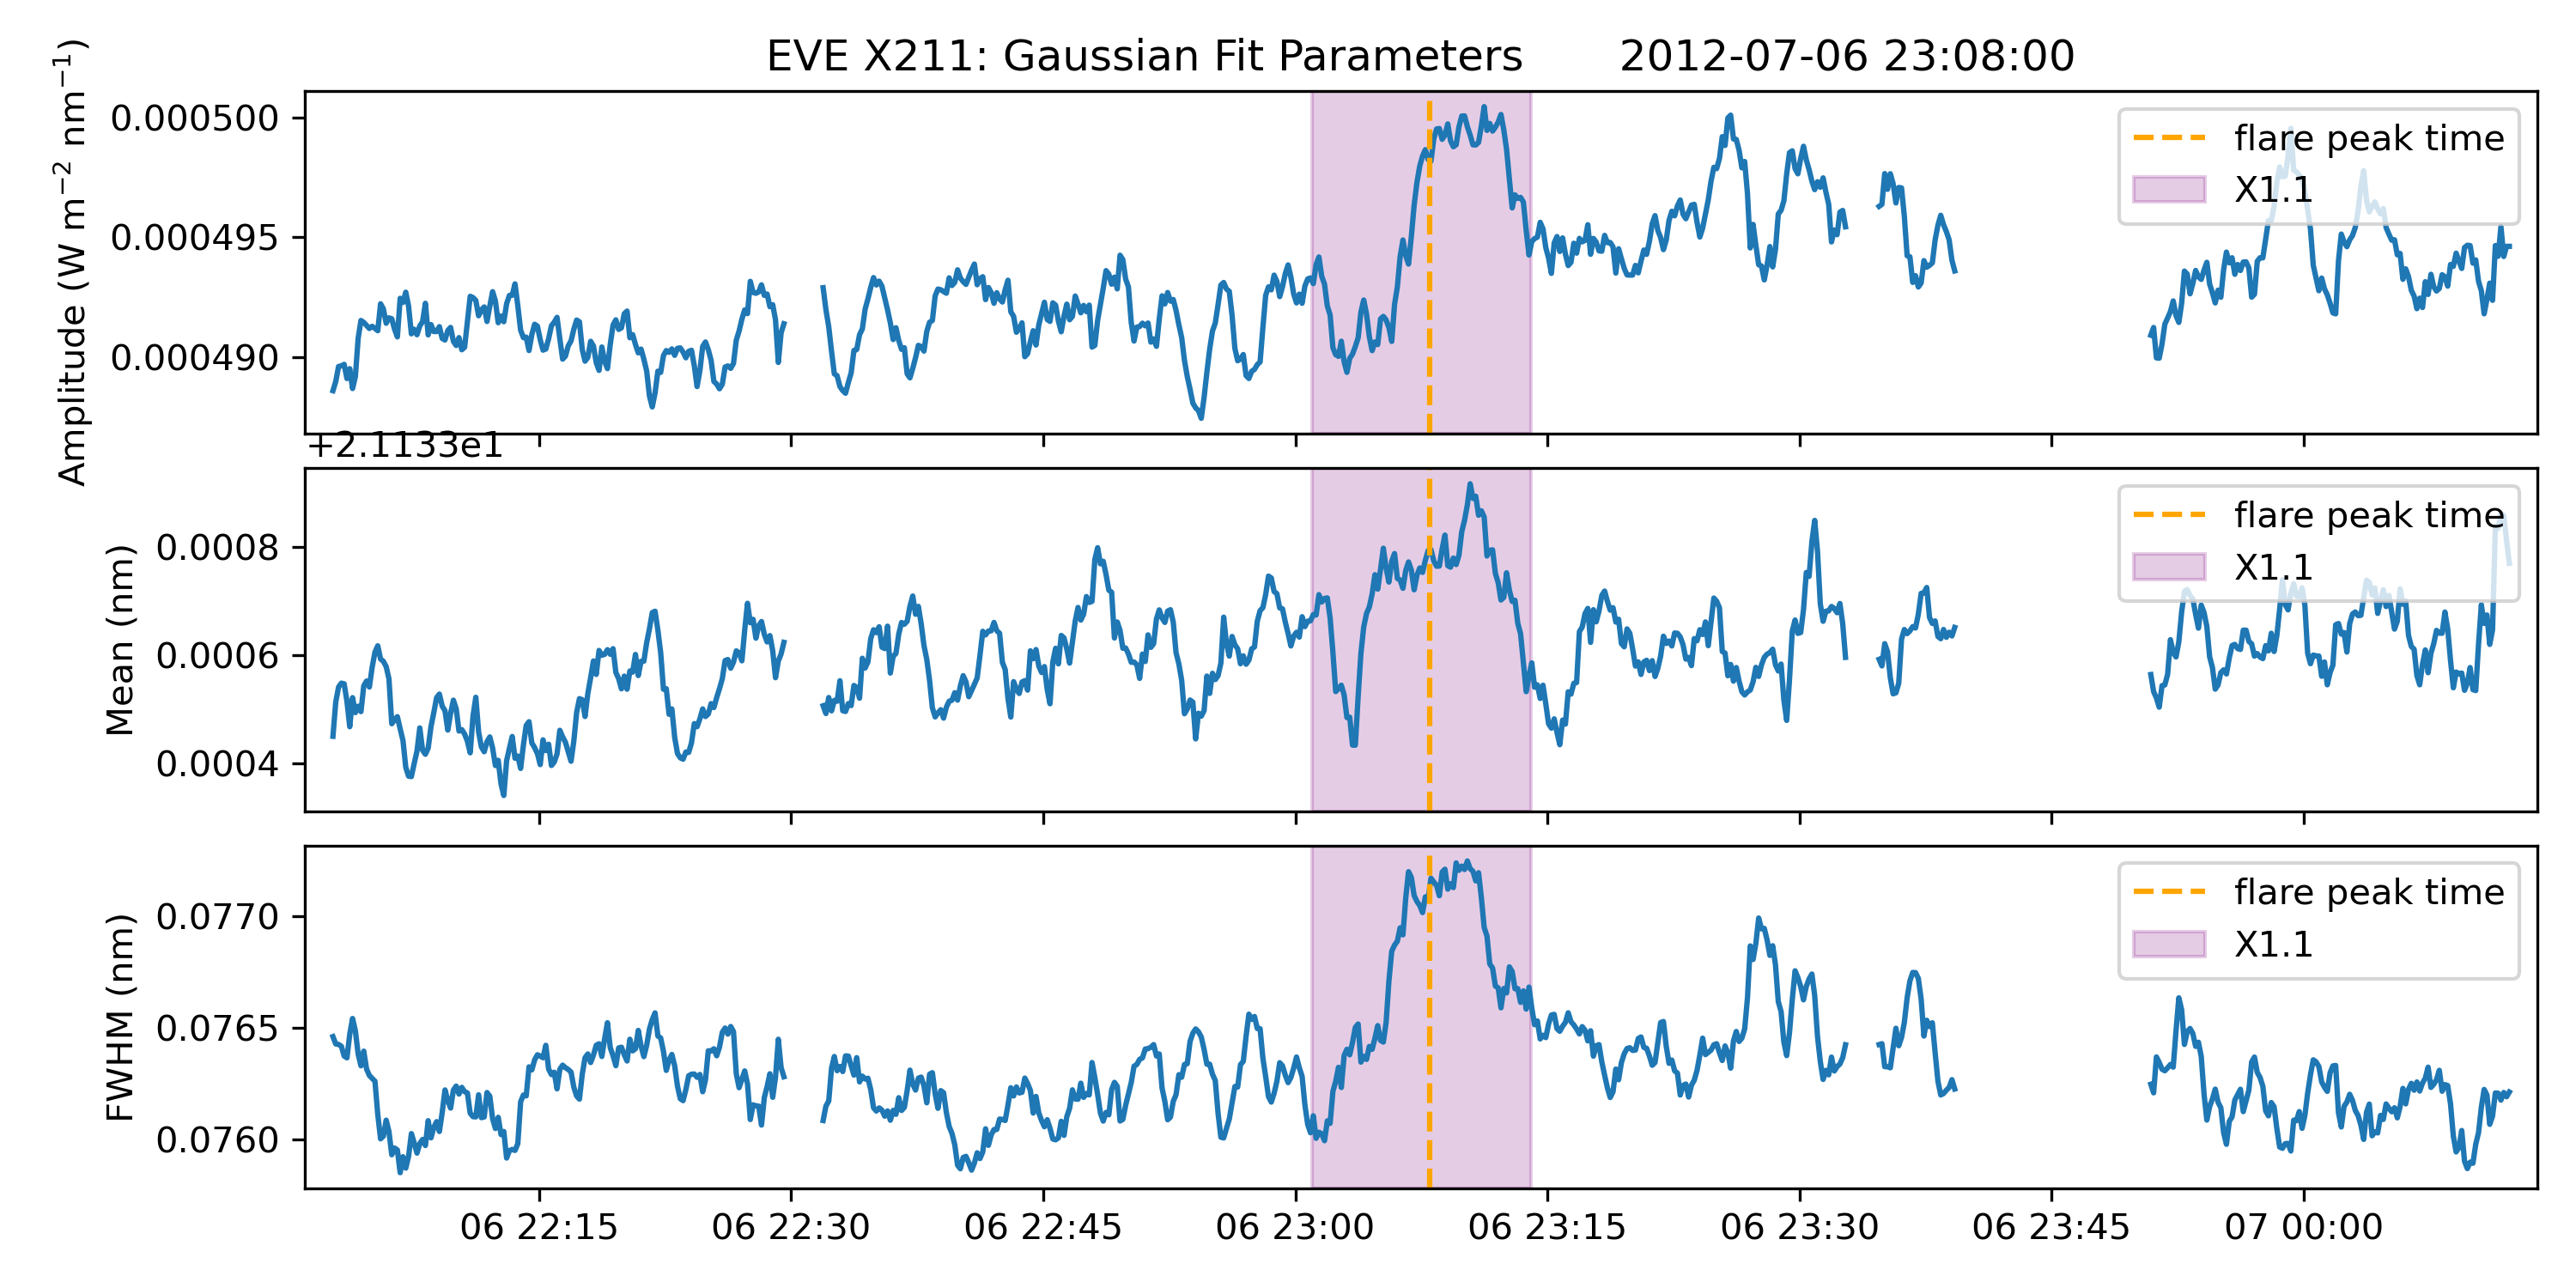 EVE X211: Gaussian Fit Parameters 2012-07-06 23:08:00
Amplitude (W m⁻² nm⁻¹)
0.000500
0.000495
0.000490
flare peak time
X1.1
+2.1133e1
Mean (nm)
0.0008
0.0006
0.0004
flare peak time
X1.1
FWHM (nm)
0.0770
0.0765
0.0760
flare peak time
X1.1
06 22:15 06 22:30 06 22:45 06 23:00 06 23:15 06 23:30 06 23:45 07 00:00